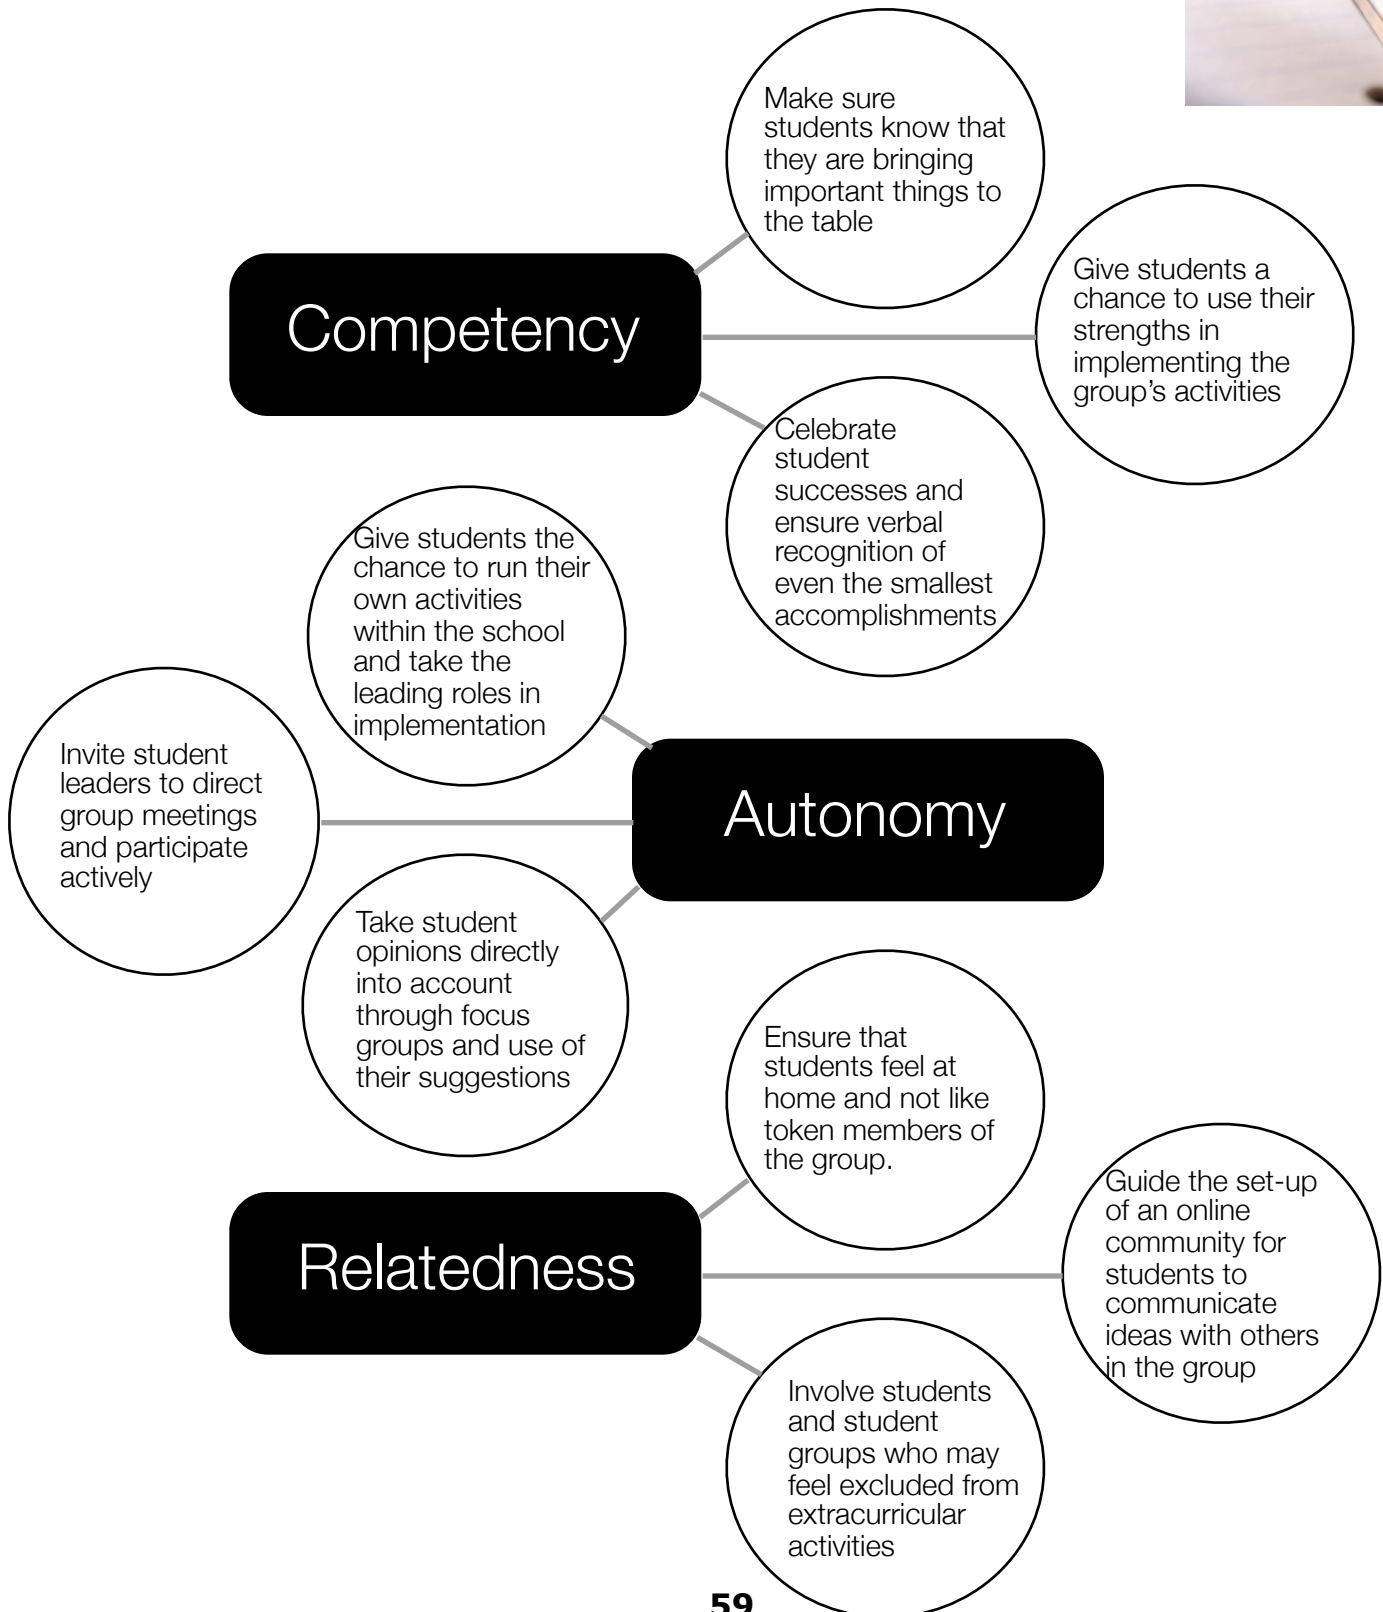 Make sure
students know that
they are bringing
important things to
the table
Competency
Give students a
chance to use their
strengths in
implementing the
group’s activities
Celebrate
student
successes and
ensure verbal
recognition of
even the smallest
accomplishments
Give students the
chance to run their
own activities
within the school
and take the
leading roles in
implementation
Invite student
leaders to direct
group meetings
and participate
actively
Autonomy
Take student
opinions directly
into account
through focus
groups and use of
their suggestions
Ensure that
students feel at
home and not like
token members of
the group.
Relatedness
Guide the set-up
of an online
community for
students to
communicate
ideas with others
in the group
Involve students
and student
groups who may
feel excluded from
extracurricular
activities
59